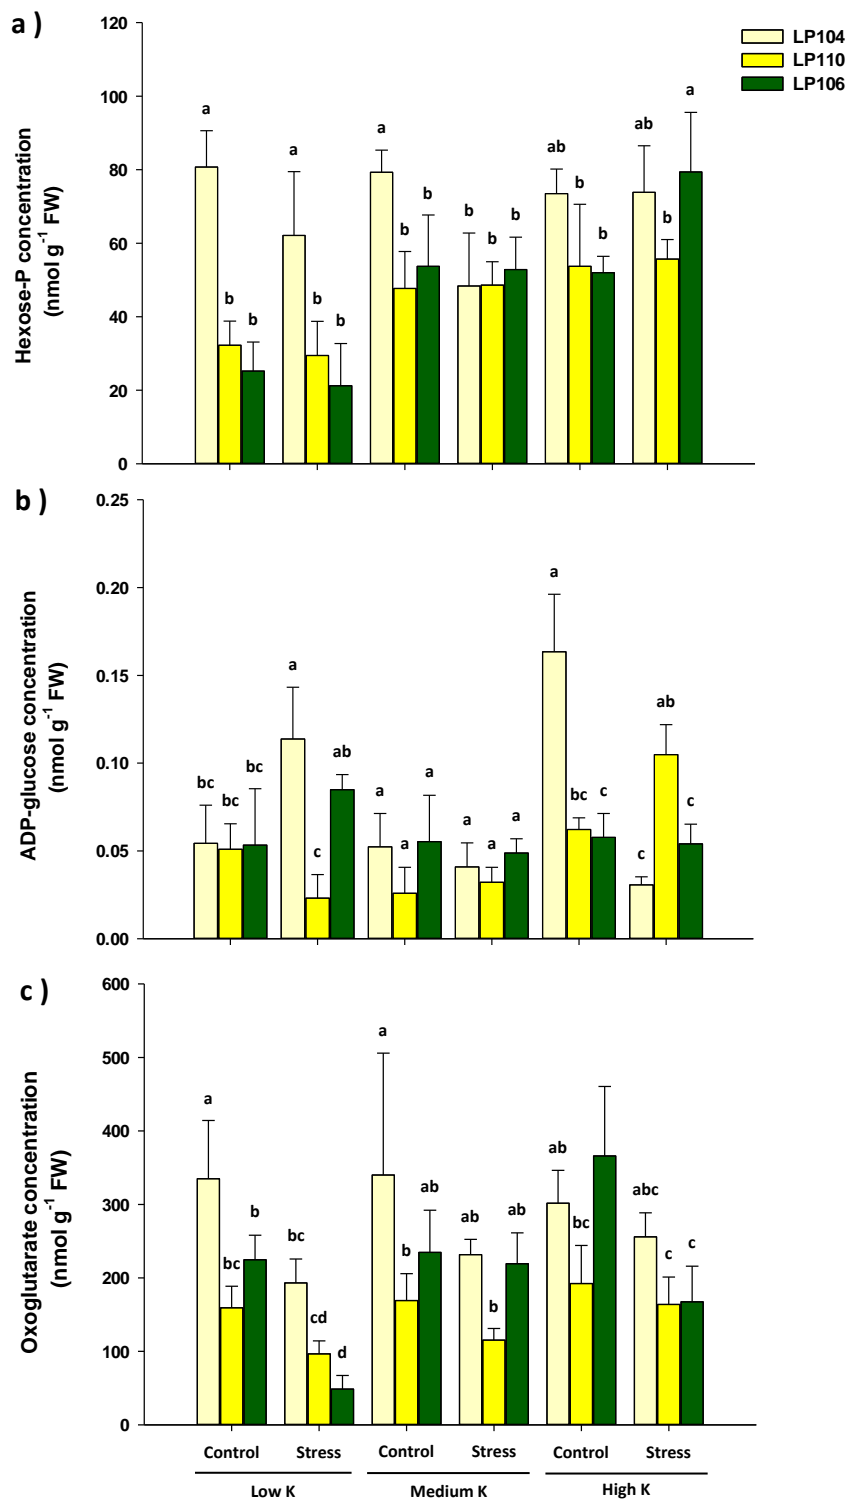 a )
120
100
80
60
40
20
0
Hexose-P concentration
(nmol g⁻¹ FW)
LP104
LP110
LP106
a b b a b b a b b b b b ab b b ab b a
b )
0.25
0.20
0.15
0.10
0.05
0.00
ADP-glucose concentration
(nmol g⁻¹ FW)
bc bc bc a c ab a a a a a a a bc c c ab c
c )
600
500
400
300
200
100
0
Oxoglutarate concentration
(nmol g⁻¹ FW)
a bc b bc cd d a b ab ab b ab ab bc abc c c
Control Stress Control Stress Control Stress
Low K Medium K High K